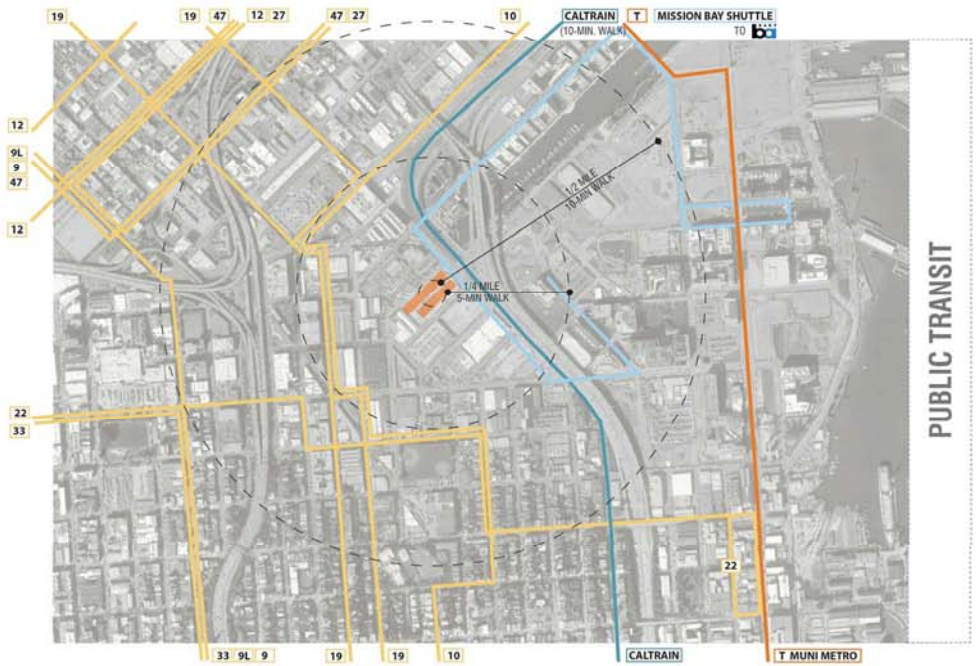 19
19
47
12 27
47 27
10
CALTRAIN
(10-MIN. WALK)
T
MISSION BAY SHUTTLE
TO ba
12
9L
9
47
12
1/2 MILE
10-MIN WALK
1/4 MILE
5-MIN WALK
PUBLIC TRANSIT
22
33
22
33 9L 9
19
19
10
CALTRAIN
T MUNI METRO